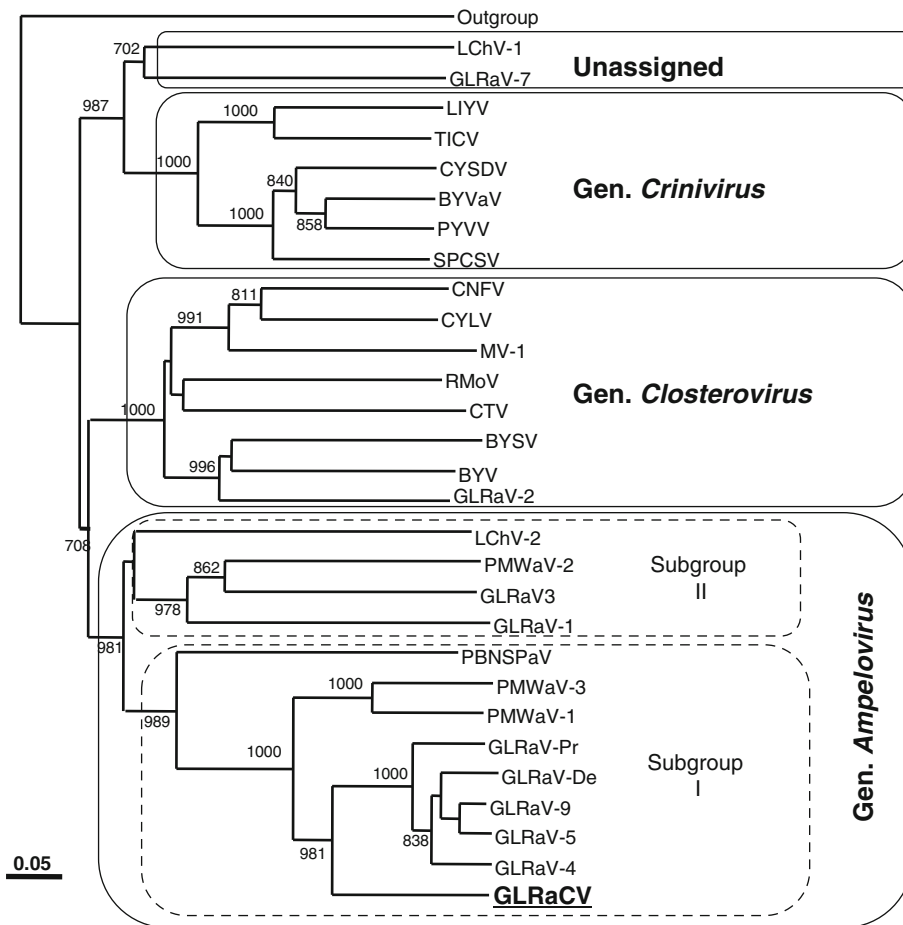 Outgroup
LChV-1
702
Unassigned
GLRaV-7
987
LIYV
1000
TICV
1000
CYSDV
840
Gen. Crinivirus
BYVaV
1000
858
PYVV
SPCSV
CNFV
811
991
CYLV
MV-1
RMoV
Gen. Closterovirus
1000
CTV
BYSV
996
BYV
GLRaV-2
LChV-2
708
PMWaV-2
862
Subgroup
II
GLRaV3
978
GLRaV-1
981
PBNSPaV
Gen. Ampelovirus
PMWaV-3
1000
989
PMWaV-1
1000
GLRaV-Pr
Subgroup
I
1000
GLRaV-De
GLRaV-9
838
GLRaV-5
981
GLRaV-4
0.05
GLRaCV